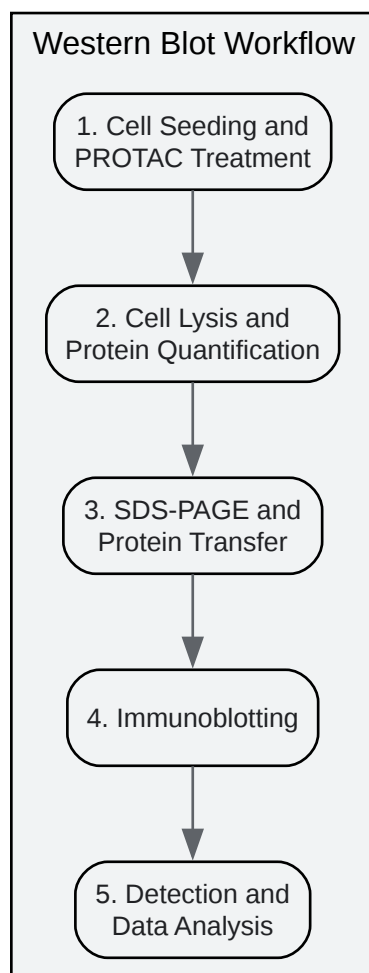 Western Blot Workflow
1. Cell Seeding and
PROTAC Treatment
2. Cell Lysis and
Protein Quantification
3. SDS-PAGE and
Protein Transfer
4. Immunoblotting
5. Detection and
Data Analysis